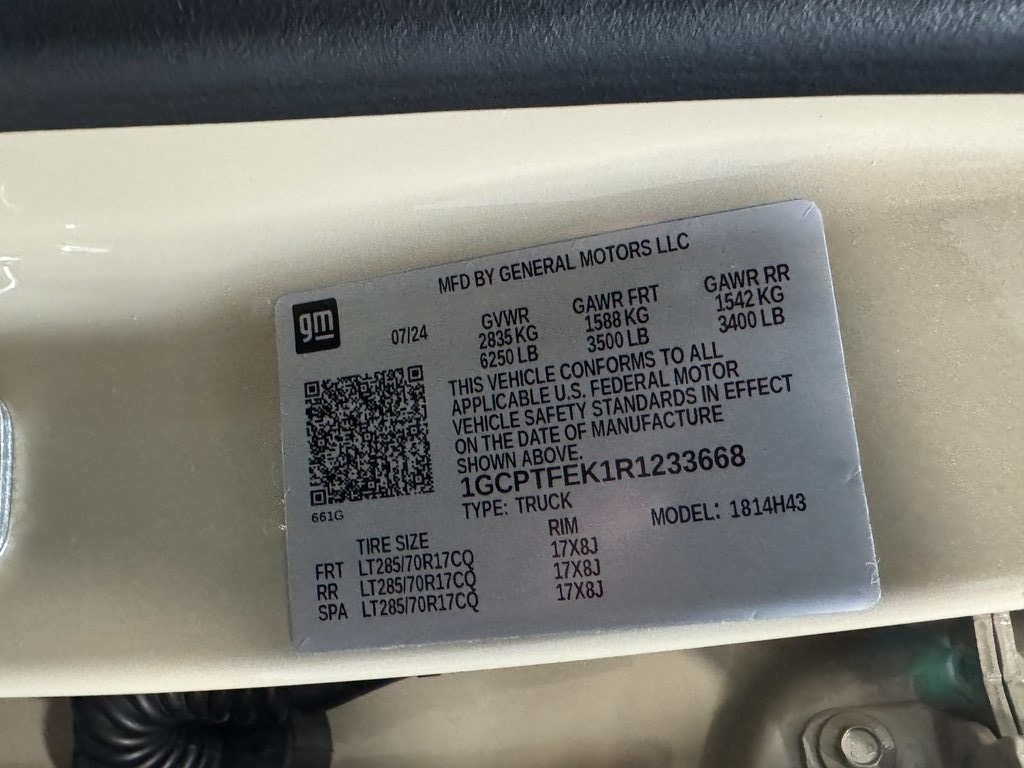 MFD BY GENERAL MOTORS LLC
gm
07/24
GVWR GAWR FRT GAWR RR
2835 KG 1588 KG 1542 KG
6250 LB 3500 LB 3400 LB
THIS VEHICLE CONFORMS TO ALL
APPLICABLE U.S. FEDERAL MOTOR
VEHICLE SAFETY STANDARDS IN EFFECT
ON THE DATE OF MANUFACTURE
SHOWN ABOVE.
1GCPTFEK1R1233668
TYPE: TRUCK
661G
MODEL: 1814H43
TIRE SIZE RIM
FRT LT285/70R17CQ 17X8J
RR LT285/70R17CQ 17X8J
SPA LT285/70R17CQ 17X8J